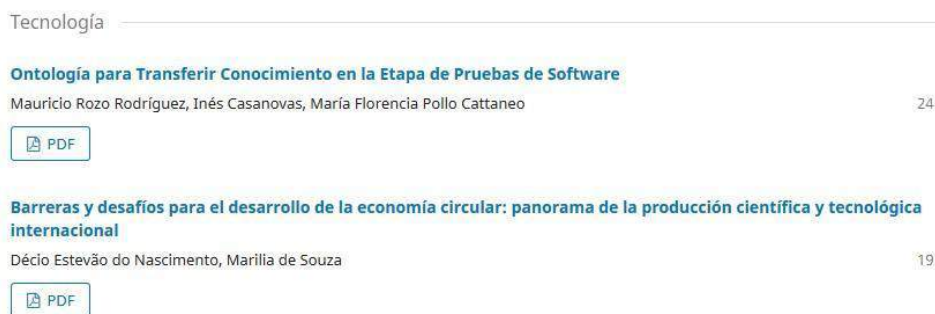 Tecnología
Ontología para Transferir Conocimiento en la Etapa de Pruebas de Software
Mauricio Rozo Rodríguez, Inés Casanovas, María Florencia Pollo Cattaneo 24
PDF
Barreras y desafíos para el desarrollo de la economía circular: panorama de la producción científica y tecnológica
internacional
Décio Estevão do Nascimento, Marilia de Souza 19
PDF